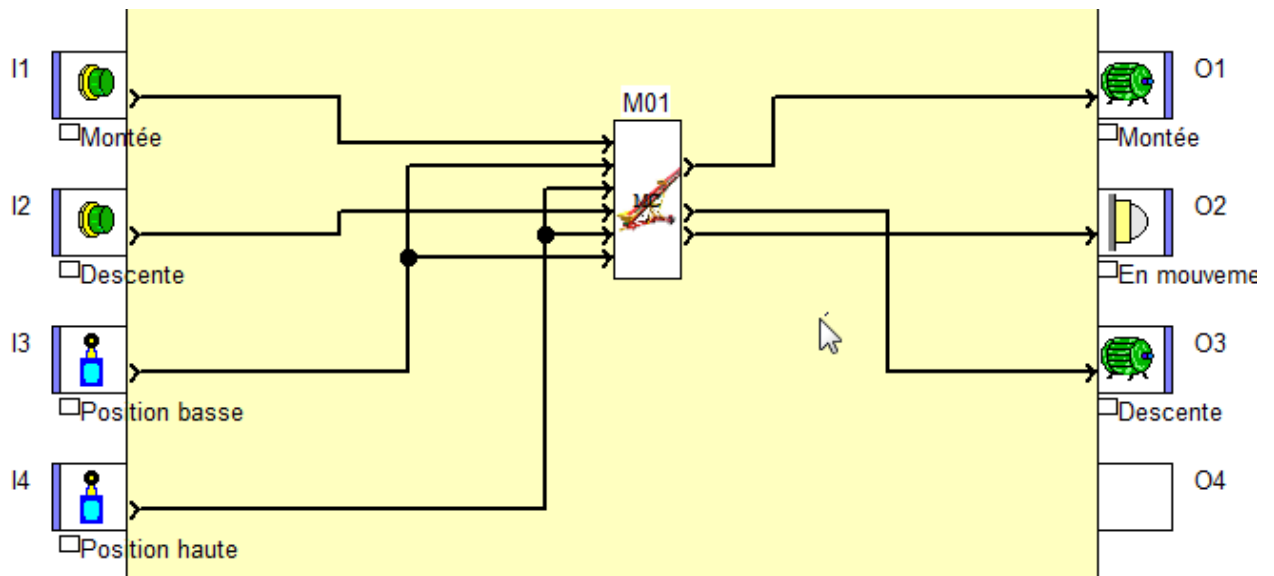 I1
Montée
I2
Descente
I3
Position basse
I4
Position haute
M01
MC
O1
Montée
O2
En mouveme
O3
Descente
O4